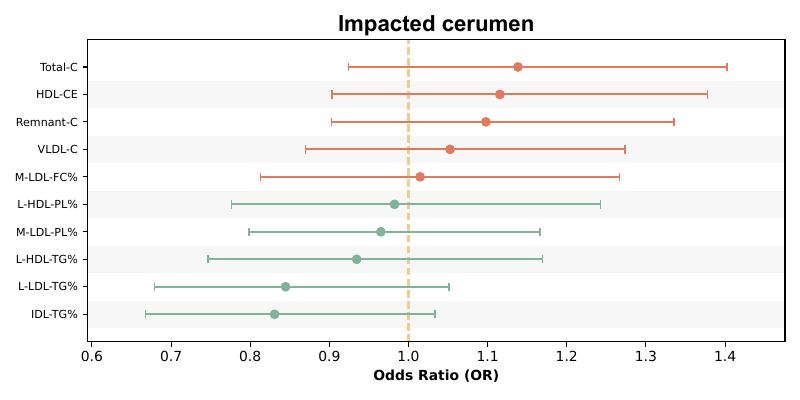 Impacted cerumen
Total-C
HDL-CE
Remnant-C
VLDL-C
M-LDL-FC%
L-HDL-PL%
M-LDL-PL%
L-HDL-TG%
L-LDL-TG%
IDL-TG%
0.6 0.7 0.8 0.9 1.0 1.1 1.2 1.3 1.4
Odds Ratio (OR)